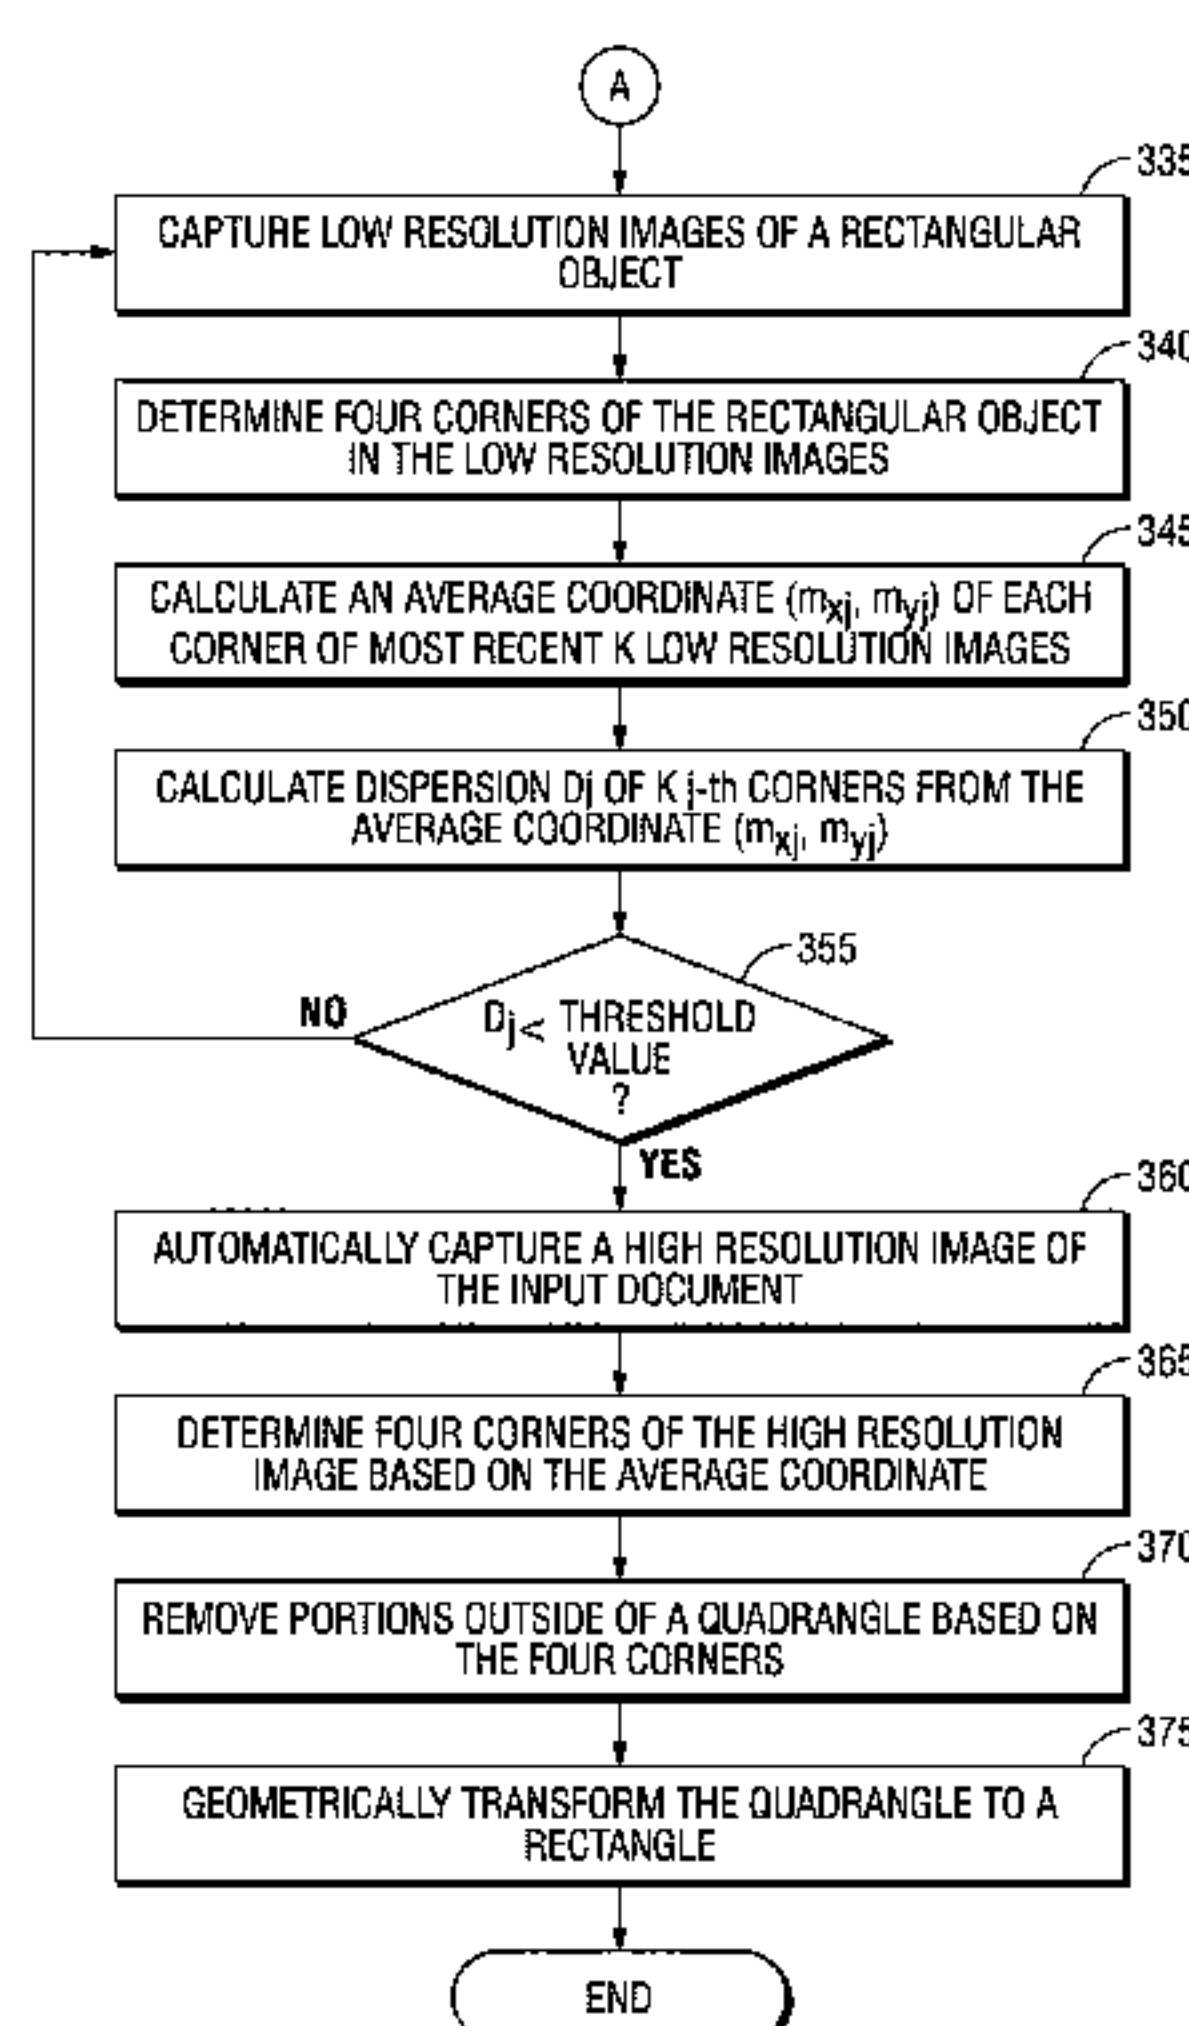 A
335
CAPTURE LOW RESOLUTION IMAGES OF A RECTANGULAR
OBJECT
340
DETERMINE FOUR CORNERS OF THE RECTANGULAR OBJECT
IN THE LOW RESOLUTION IMAGES
345
CALCULATE AN AVERAGE COORDINATE (mxj, myj) OF EACH
CORNER OF MOST RECENT K LOW RESOLUTION IMAGES
350
CALCULATE DISPERSION Dj OF K j-th CORNERS FROM THE
AVERAGE COORDINATE (mxj, myj)
355
NO
Dj< THRESHOLD
VALUE
?
YES
360
AUTOMATICALLY CAPTURE A HIGH RESOLUTION IMAGE OF
THE INPUT DOCUMENT
365
DETERMINE FOUR CORNERS OF THE HIGH RESOLUTION
IMAGE BASED ON THE AVERAGE COORDINATE
370
REMOVE PORTIONS OUTSIDE OF A QUADRANGLE BASED ON
THE FOUR CORNERS
375
GEOMETRICALLY TRANSFORM THE QUADRANGLE TO A
RECTANGLE
END